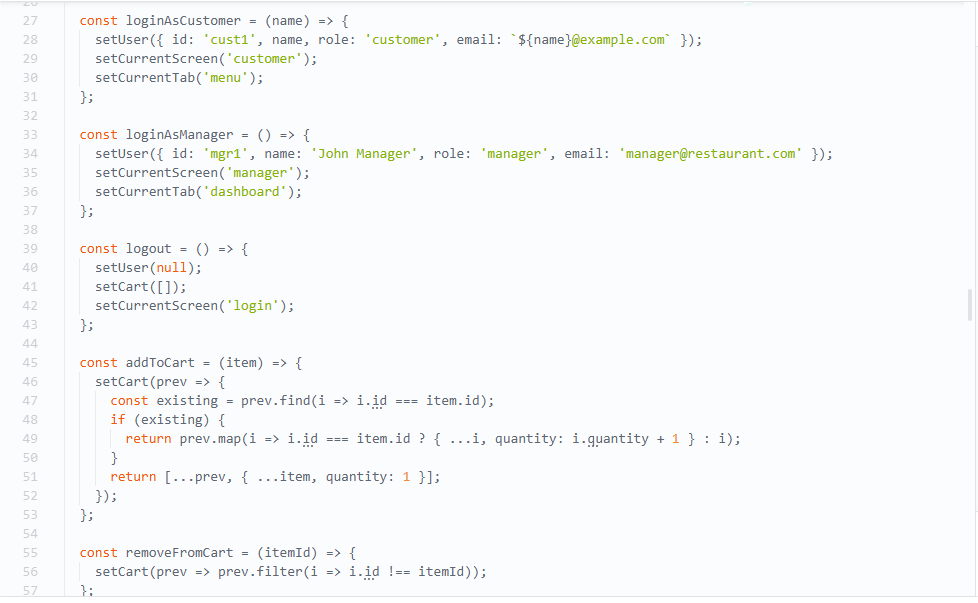 26
27 const loginAsCustomer = (name) => {
28 setUser({ id: 'cust1', name, role: 'customer', email: `${name}@example.com` });
29 setCurrentScreen('customer');
30 setCurrentTab('menu');
31 };
32
33 const loginAsManager = () => {
34 setUser({ id: 'mgr1', name: 'John Manager', role: 'manager', email: 'manager@restaurant.com' });
35 setCurrentScreen('manager');
36 setCurrentTab('dashboard');
37 };
38
39 const logout = () => {
40 setUser(null);
41 setCart([]);
42 setCurrentScreen('login');
43 };
44
45 const addToCart = (item) => {
46 setCart(prev => {
47 const existing = prev.find(i => i.id === item.id);
48 if (existing) {
49 return prev.map(i => i.id === item.id ? { ...i, quantity: i.quantity + 1 } : i);
50 }
51 return [...prev, { ...item, quantity: 1 }];
52 });
53 };
54
55 const removeFromCart = (itemId) => {
56 setCart(prev => prev.filter(i => i.id !== itemId));
57 };